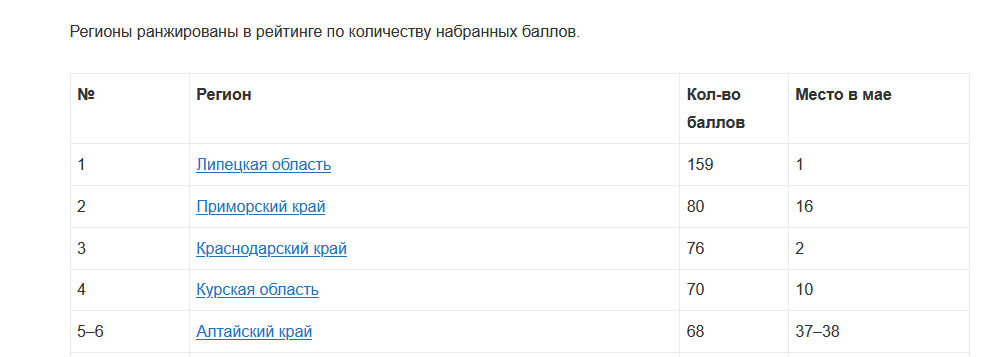 Регионы ранжированы в рейтинге по количеству набранных баллов.
№ Регион Кол-во баллов Место в мае
1 Липецкая область 159 1
2 Приморский край 80 16
3 Краснодарский край 76 2
4 Курская область 70 10
5–6 Алтайский край 68 37–38